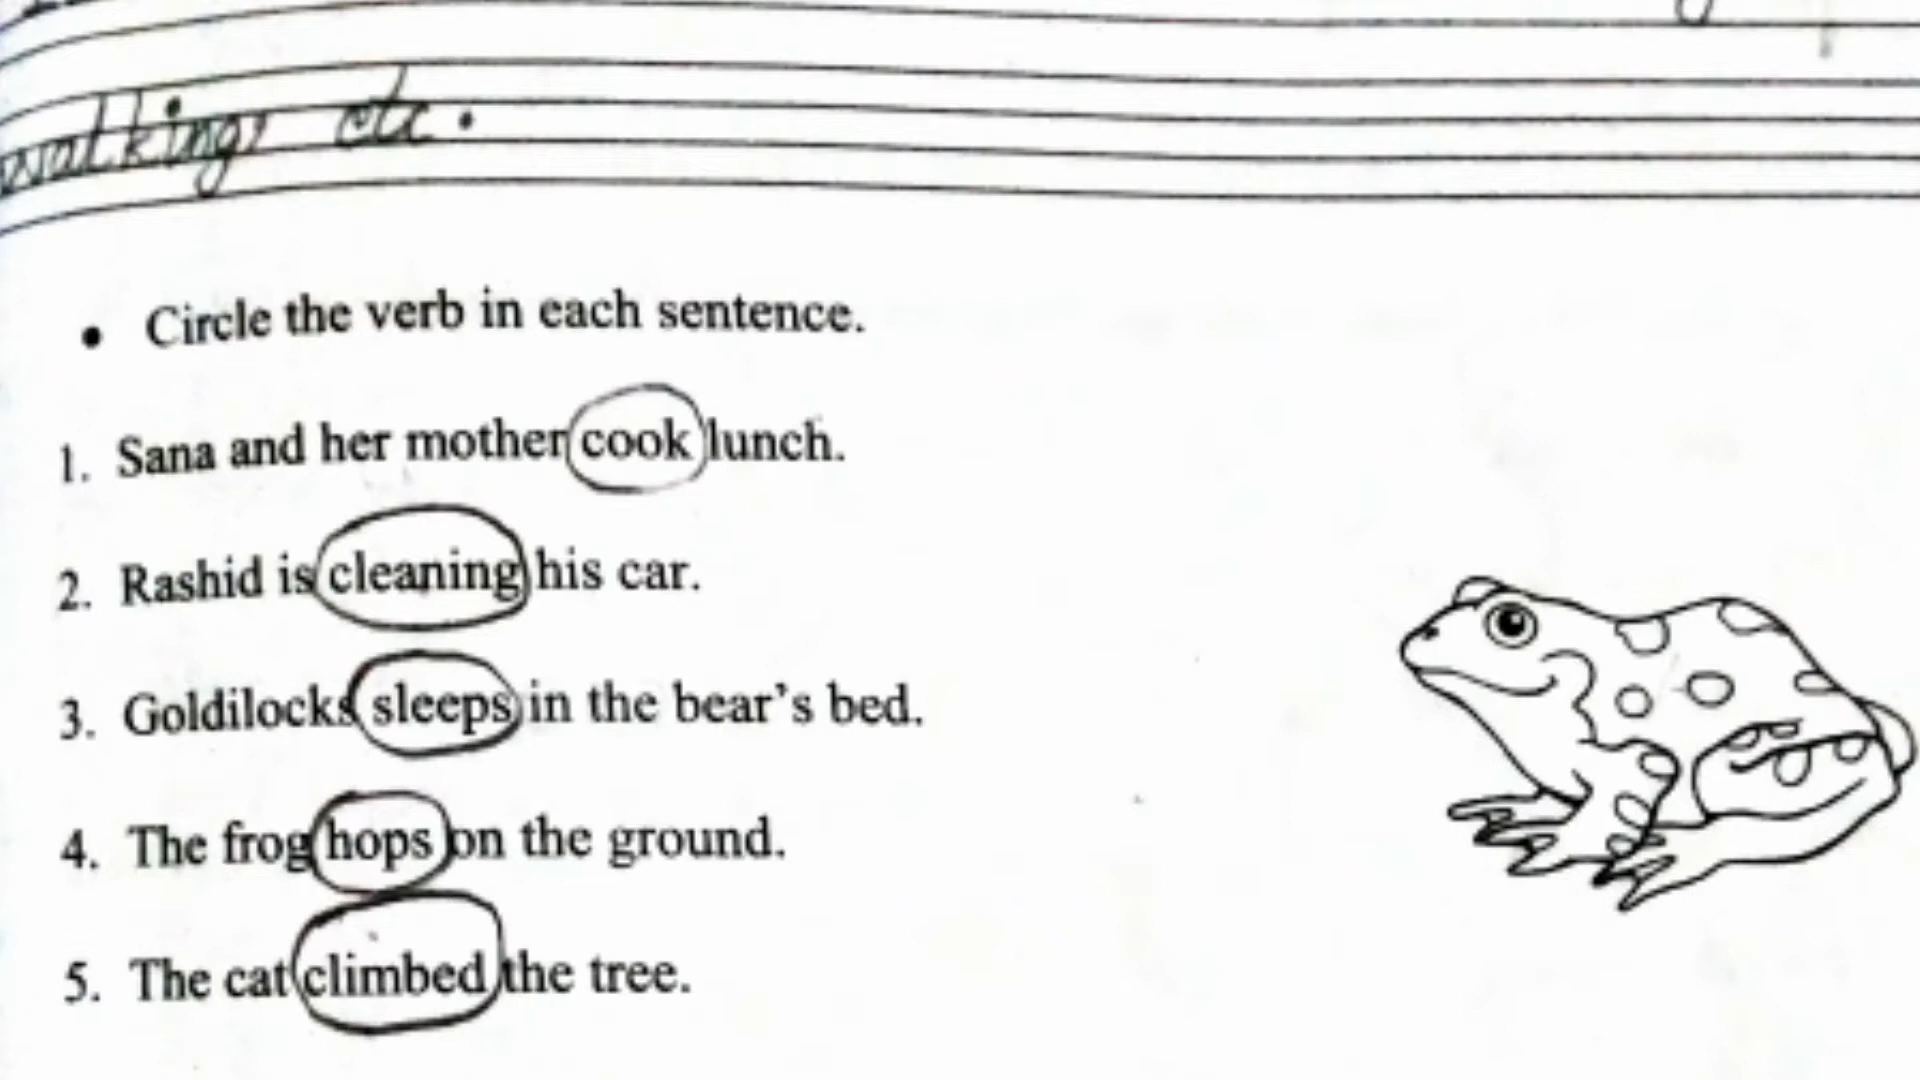 walking, etc.
• Circle the verb in each sentence.
1. Sana and her mother cook lunch.
2. Rashid is cleaning his car.
3. Goldilocks sleeps in the bear's bed.
4. The frog hops on the ground.
5. The cat climbed the tree.